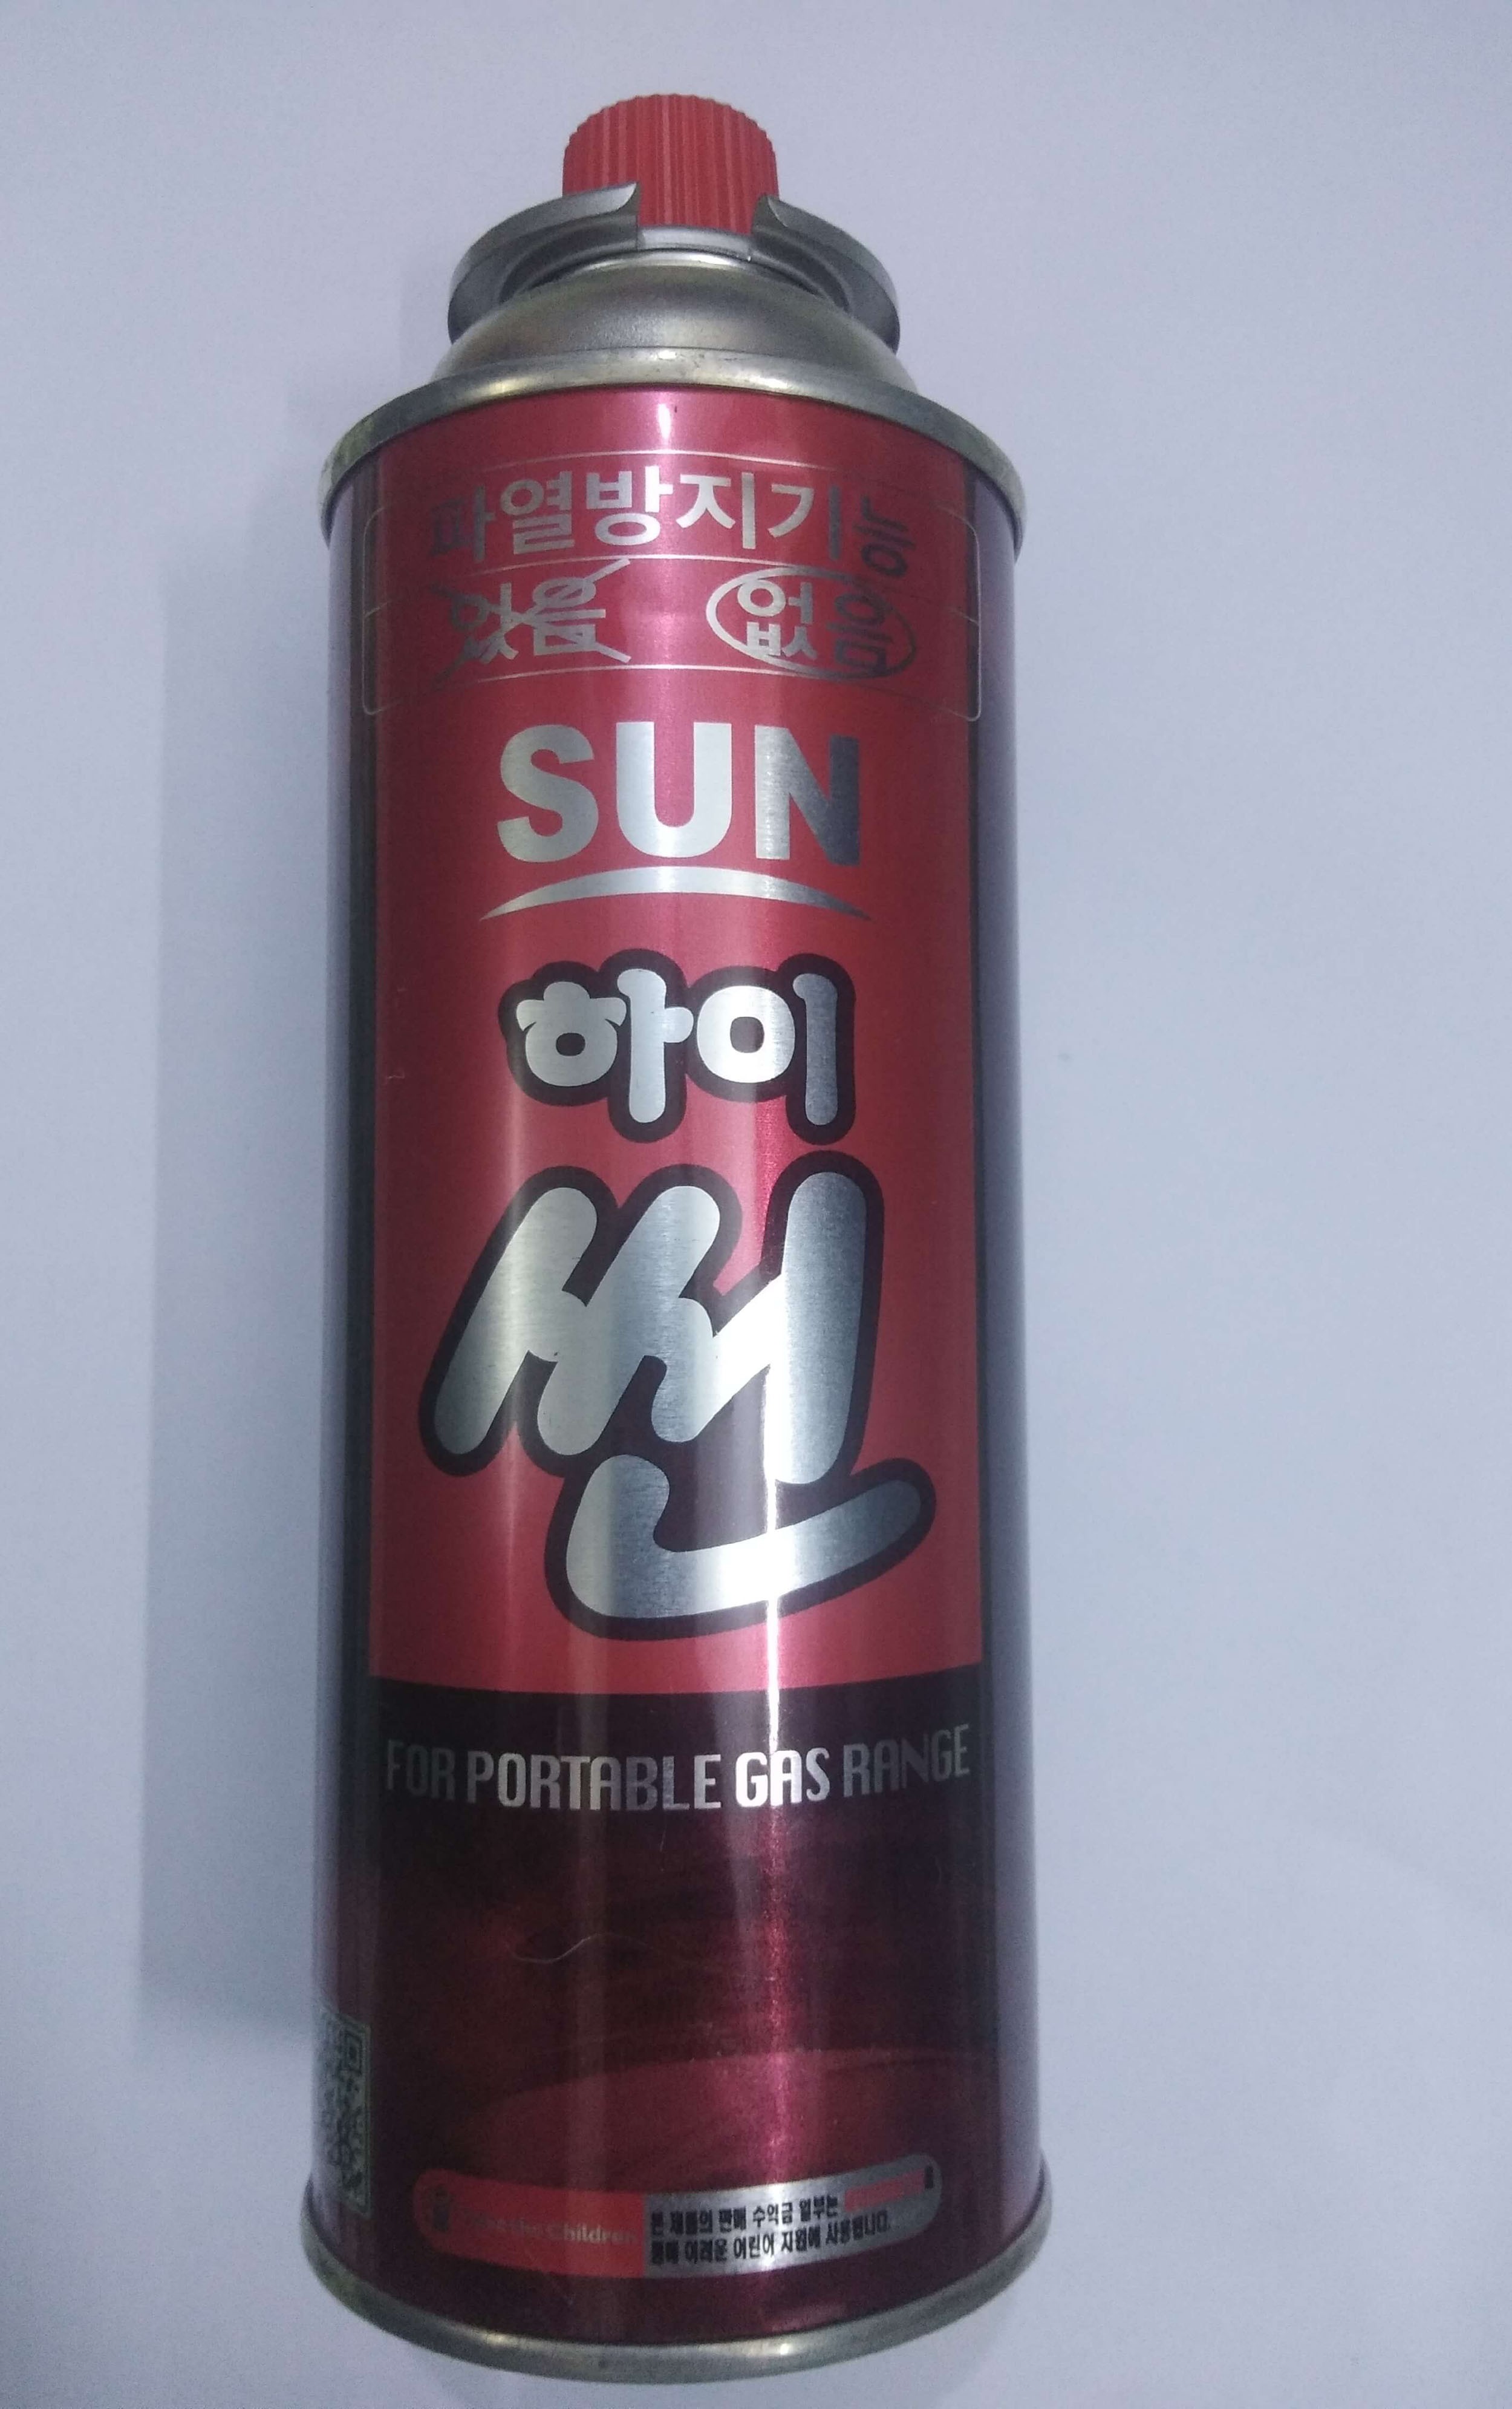 파열방지기능
있음 없음
SUN
하이
썬
FOR PORTABLE GAS RANGE
Save the Children
본 제품의 판매 수익금 일부는
통해 어려운 어린이 지원에 사용됩니다.